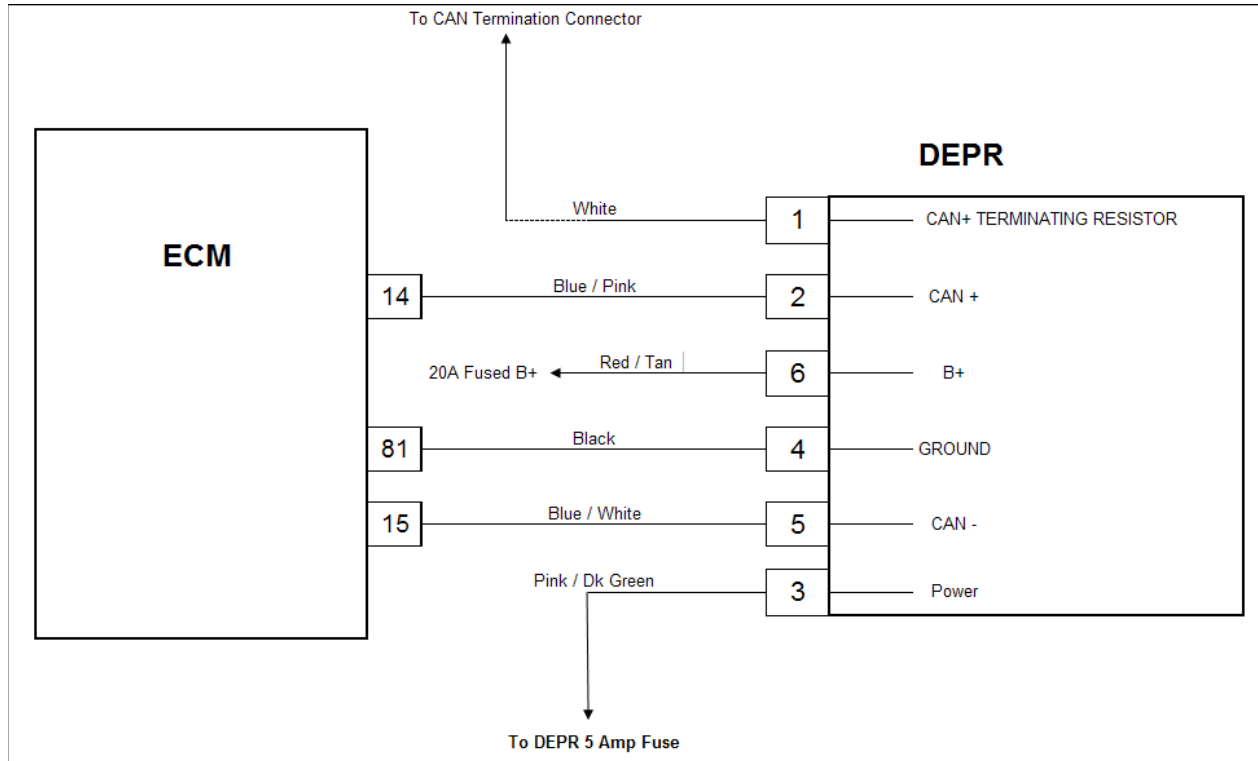 To CAN Termination Connector
DEPR
White
1
CAN+ TERMINATING RESISTOR
ECM
14
Blue / Pink
2
CAN +
20A Fused B+
Red / Tan
6
B+
81
Black
4
GROUND
15
Blue / White
5
CAN -
Pink / Dk Green
3
Power
To DEPR 5 Amp Fuse